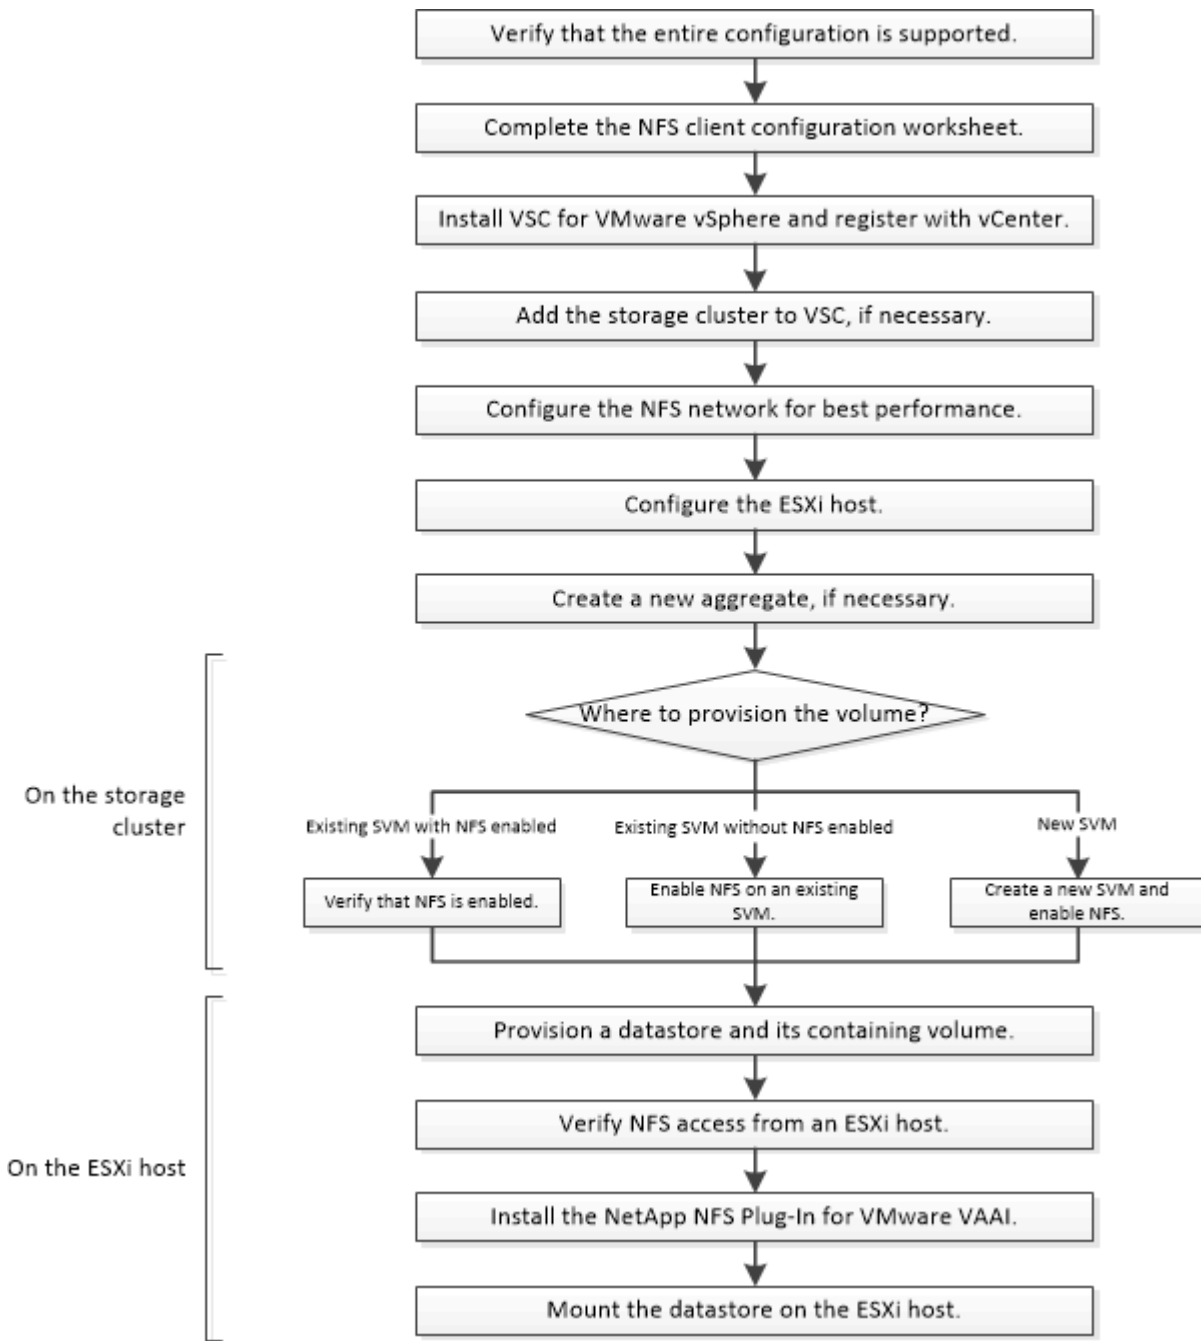 Verify that the entire configuration is supported.
Complete the NFS client configuration worksheet.
Install VSC for VMware vSphere and register with vCenter.
Add the storage cluster to VSC, if necessary.
Configure the NFS network for best performance.
Configure the ESXi host.
Create a new aggregate, if necessary.
Where to provision the volume?
On the storage
cluster
Existing SVM with NFS enabled
Existing SVM without NFS enabled
New SVM
Verify that NFS is enabled.
Enable NFS on an existing
SVM.
Create a new SVM and
enable NFS.
Provision a datastore and its containing volume.
Verify NFS access from an ESXi host.
On the ESXi host
Install the NetApp NFS Plug-In for VMware VAAI.
Mount the datastore on the ESXi host.